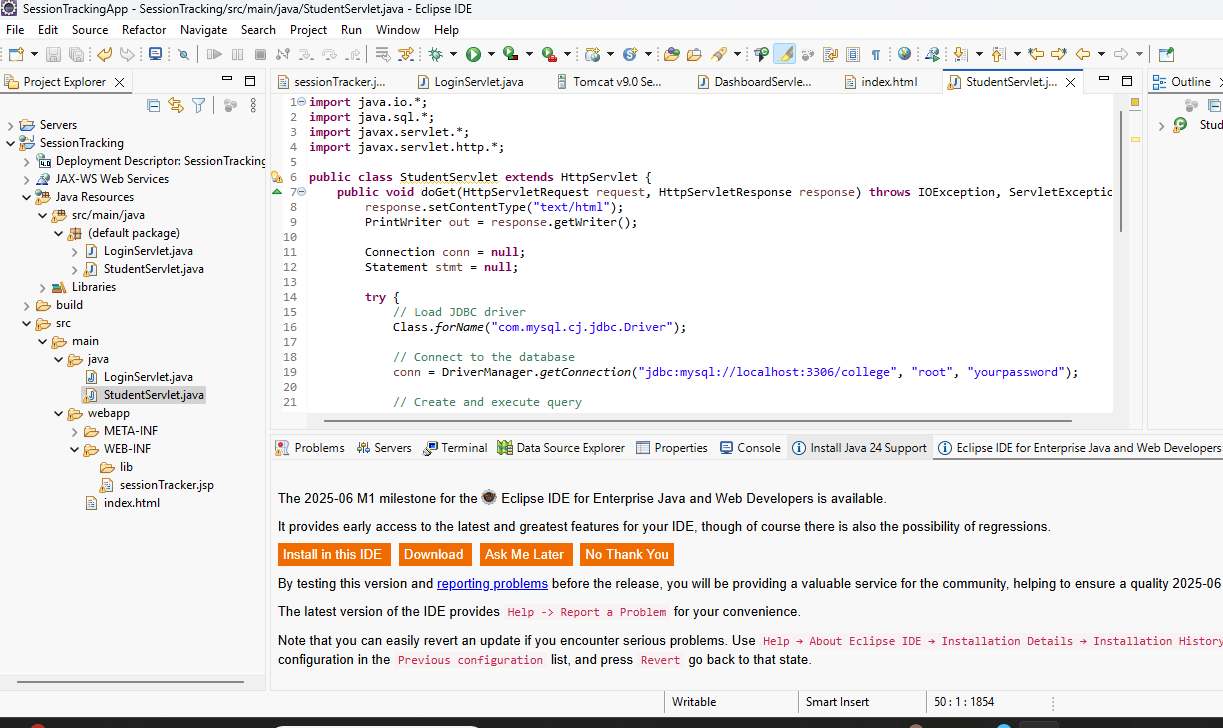 SessionTrackingApp - SessionTracking/src/main/java/StudentServlet.java - Eclipse IDE
File Edit Source Refactor Navigate Search Project Run Window Help
Project Explorer
Servers
SessionTracking
Deployment Descriptor: SessionTracking
JAX-WS Web Services
Java Resources
src/main/java
(default package)
LoginServlet.java
StudentServlet.java
Libraries
build
src
main
java
LoginServlet.java
StudentServlet.java
webapp
META-INF
WEB-INF
lib
sessionTracker.jsp
index.html
sessionTracker.j... LoginServlet.java Tomcat v9.0 Se... DashboardServle... index.html StudentServlet.j...
1 import java.io.*;
2 import java.sql.*;
3 import javax.servlet.*;
4 import javax.servlet.http.*;
5
6 public class StudentServlet extends HttpServlet {
7 public void doGet(HttpServletRequest request, HttpServletResponse response) throws IOException, ServletExceptic
8 response.setContentType("text/html");
9 PrintWriter out = response.getWriter();
10
11 Connection conn = null;
12 Statement stmt = null;
13
14 try {
15 // Load JDBC driver
16 Class.forName("com.mysql.cj.jdbc.Driver");
17
18 // Connect to the database
19 conn = DriverManager.getConnection("jdbc:mysql://localhost:3306/college", "root", "yourpassword");
20
21 // Create and execute query
Outline
Stud
Problems Servers Terminal Data Source Explorer Properties Console Install Java 24 Support Eclipse IDE for Enterprise Java and Web Developers
The 2025-06 M1 milestone for the Eclipse IDE for Enterprise Java and Web Developers is available.
It provides early access to the latest and greatest features for your IDE, though of course there is also the possibility of regressions.
Install in this IDE Download Ask Me Later No Thank You
By testing this version and reporting problems before the release, you will be providing a valuable service for the community, helping to ensure a quality 2025-06
The latest version of the IDE provides Help -> Report a Problem for your convenience.
Note that you can easily revert an update if you encounter serious problems. Use Help → About Eclipse IDE → Installation Details → Installation History
configuration in the Previous configuration list, and press Revert go back to that state.
Writable Smart Insert 50 : 1 : 1854